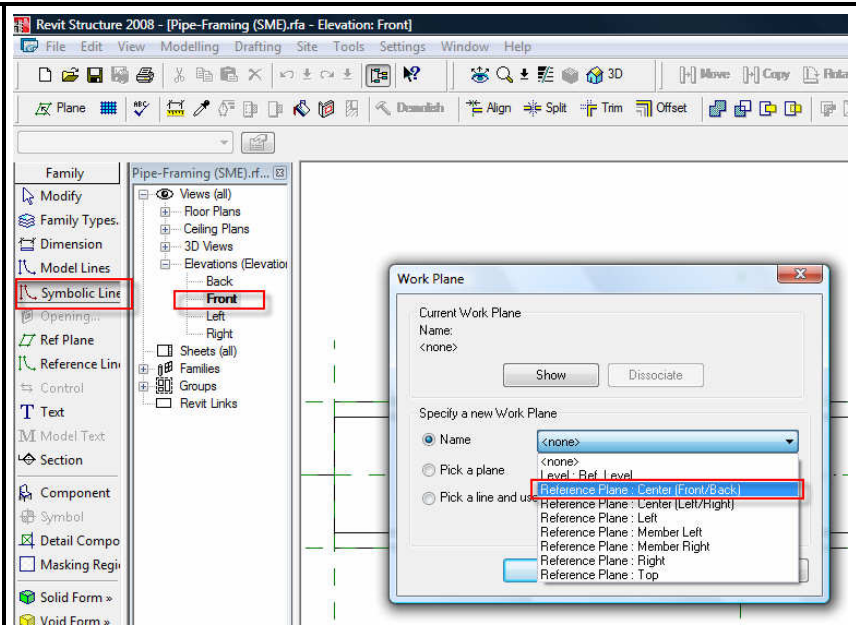 Revit Structure 2008 - [Pipe-Framing (SME).rfa - Elevation: Front]
File Edit View Modelling Drafting Site Tools Settings Window Help
3D Move Copy Rota
Plane ABC Demolish Align Split Trim Offset
Family
Modify
Family Types.
Dimension
Model Lines
Symbolic Line
Opening...
Ref Plane
Reference Line
Control
Text
Model Text
Section
Component
Symbol
Detail Compo
Masking Regi
Solid Form »
Void Form »
Pipe-Framing (SME).rf...
Views (all)
Floor Plans
Ceiling Plans
3D Views
Elevations (Elevation
Back
Front
Left
Right
Sheets (all)
Families
Groups
Revit Links
Work Plane
Current Work Plane
Name:
<none>
Show Dissociate
Specify a new Work Plane
Name <none>
Pick a plane
Pick a line and use
<none>
Level : Ref. Level
Reference Plane : Center (Front/Back)
Reference Plane : Center (Left/Right)
Reference Plane : Left
Reference Plane : Member Left
Reference Plane : Member Right
Reference Plane : Right
Reference Plane : Top